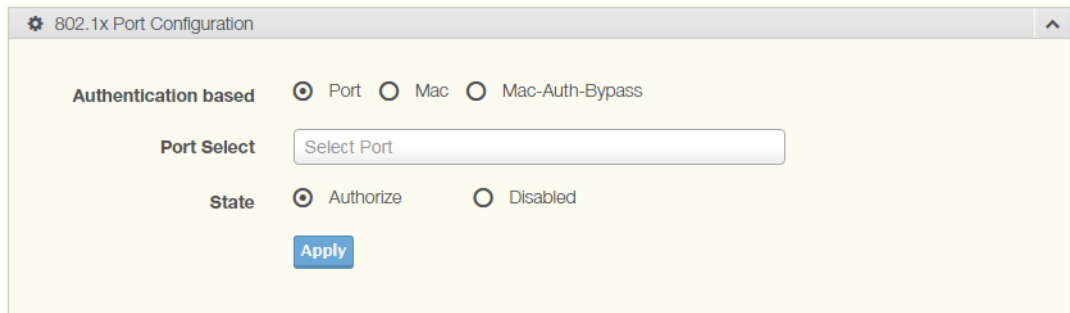 802.1x Port Configuration
Authentication based Port Mac Mac-Auth-Bypass
Port Select Select Port
State Authorize Disabled
Apply